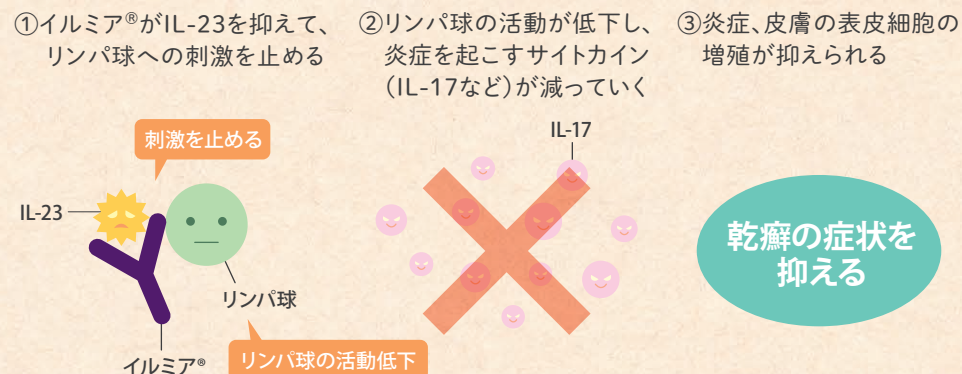 ①イルミア®がIL-23を抑えて、
リンパ球への刺激を止める
②リンパ球の活動が低下し、
炎症を起こすサイトカイン
（IL-17など）が減っていく
③炎症、皮膚の表皮細胞の
増殖が抑えられる
刺激を止める
IL-23
リンパ球
イルミア®
リンパ球の活動低下
IL-17
乾癬の症状を
抑える